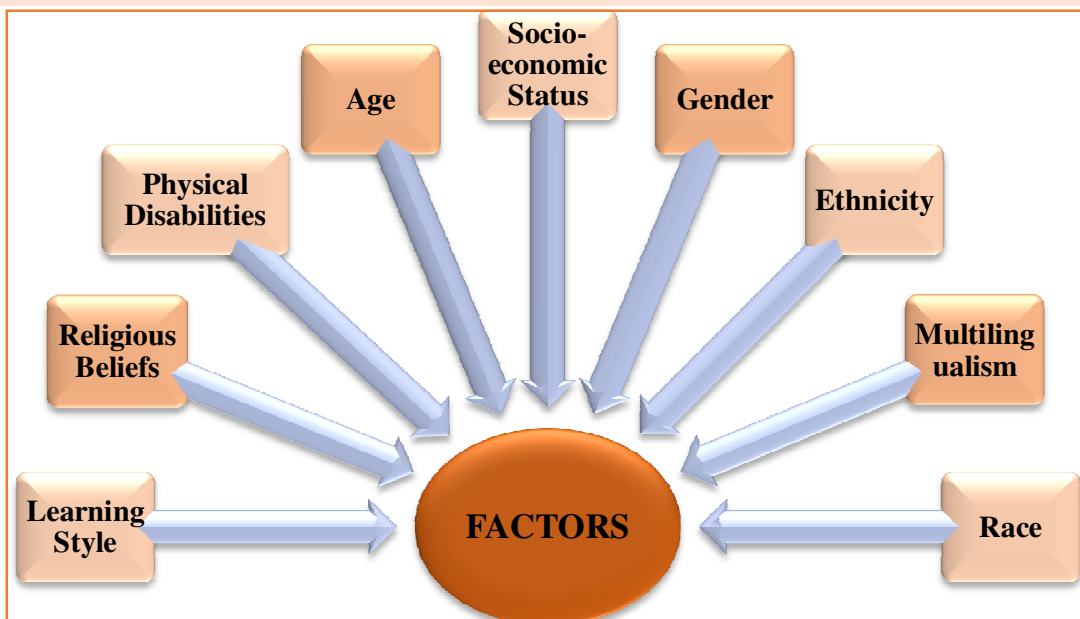 Socio-
economic
Status
Age
Gender
Physical
Disabilities
Ethnicity
Religious
Beliefs
Multiling
ualism
Learning
Style
FACTORS
Race